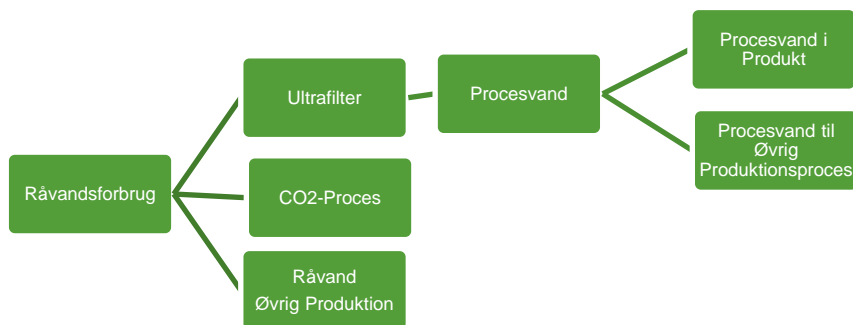 Råvandsforbrug
Ultrafilter
CO2-Proces
Råvand
Øvrig Produktion
Procesvand
Procesvand i
Produkt
Procesvand til
Øvrig
Produktionsproces